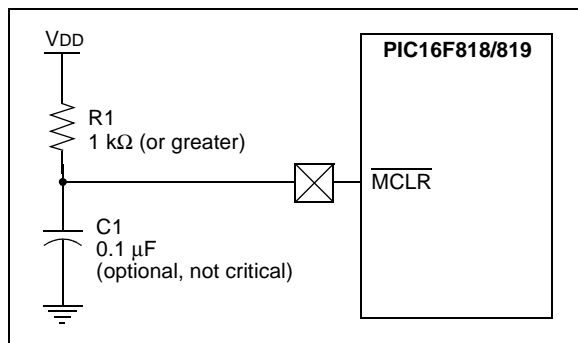 VDD
PIC16F818/819
R1
1 kΩ (or greater)
MCLR
C1
0.1 μF
(optional, not critical)